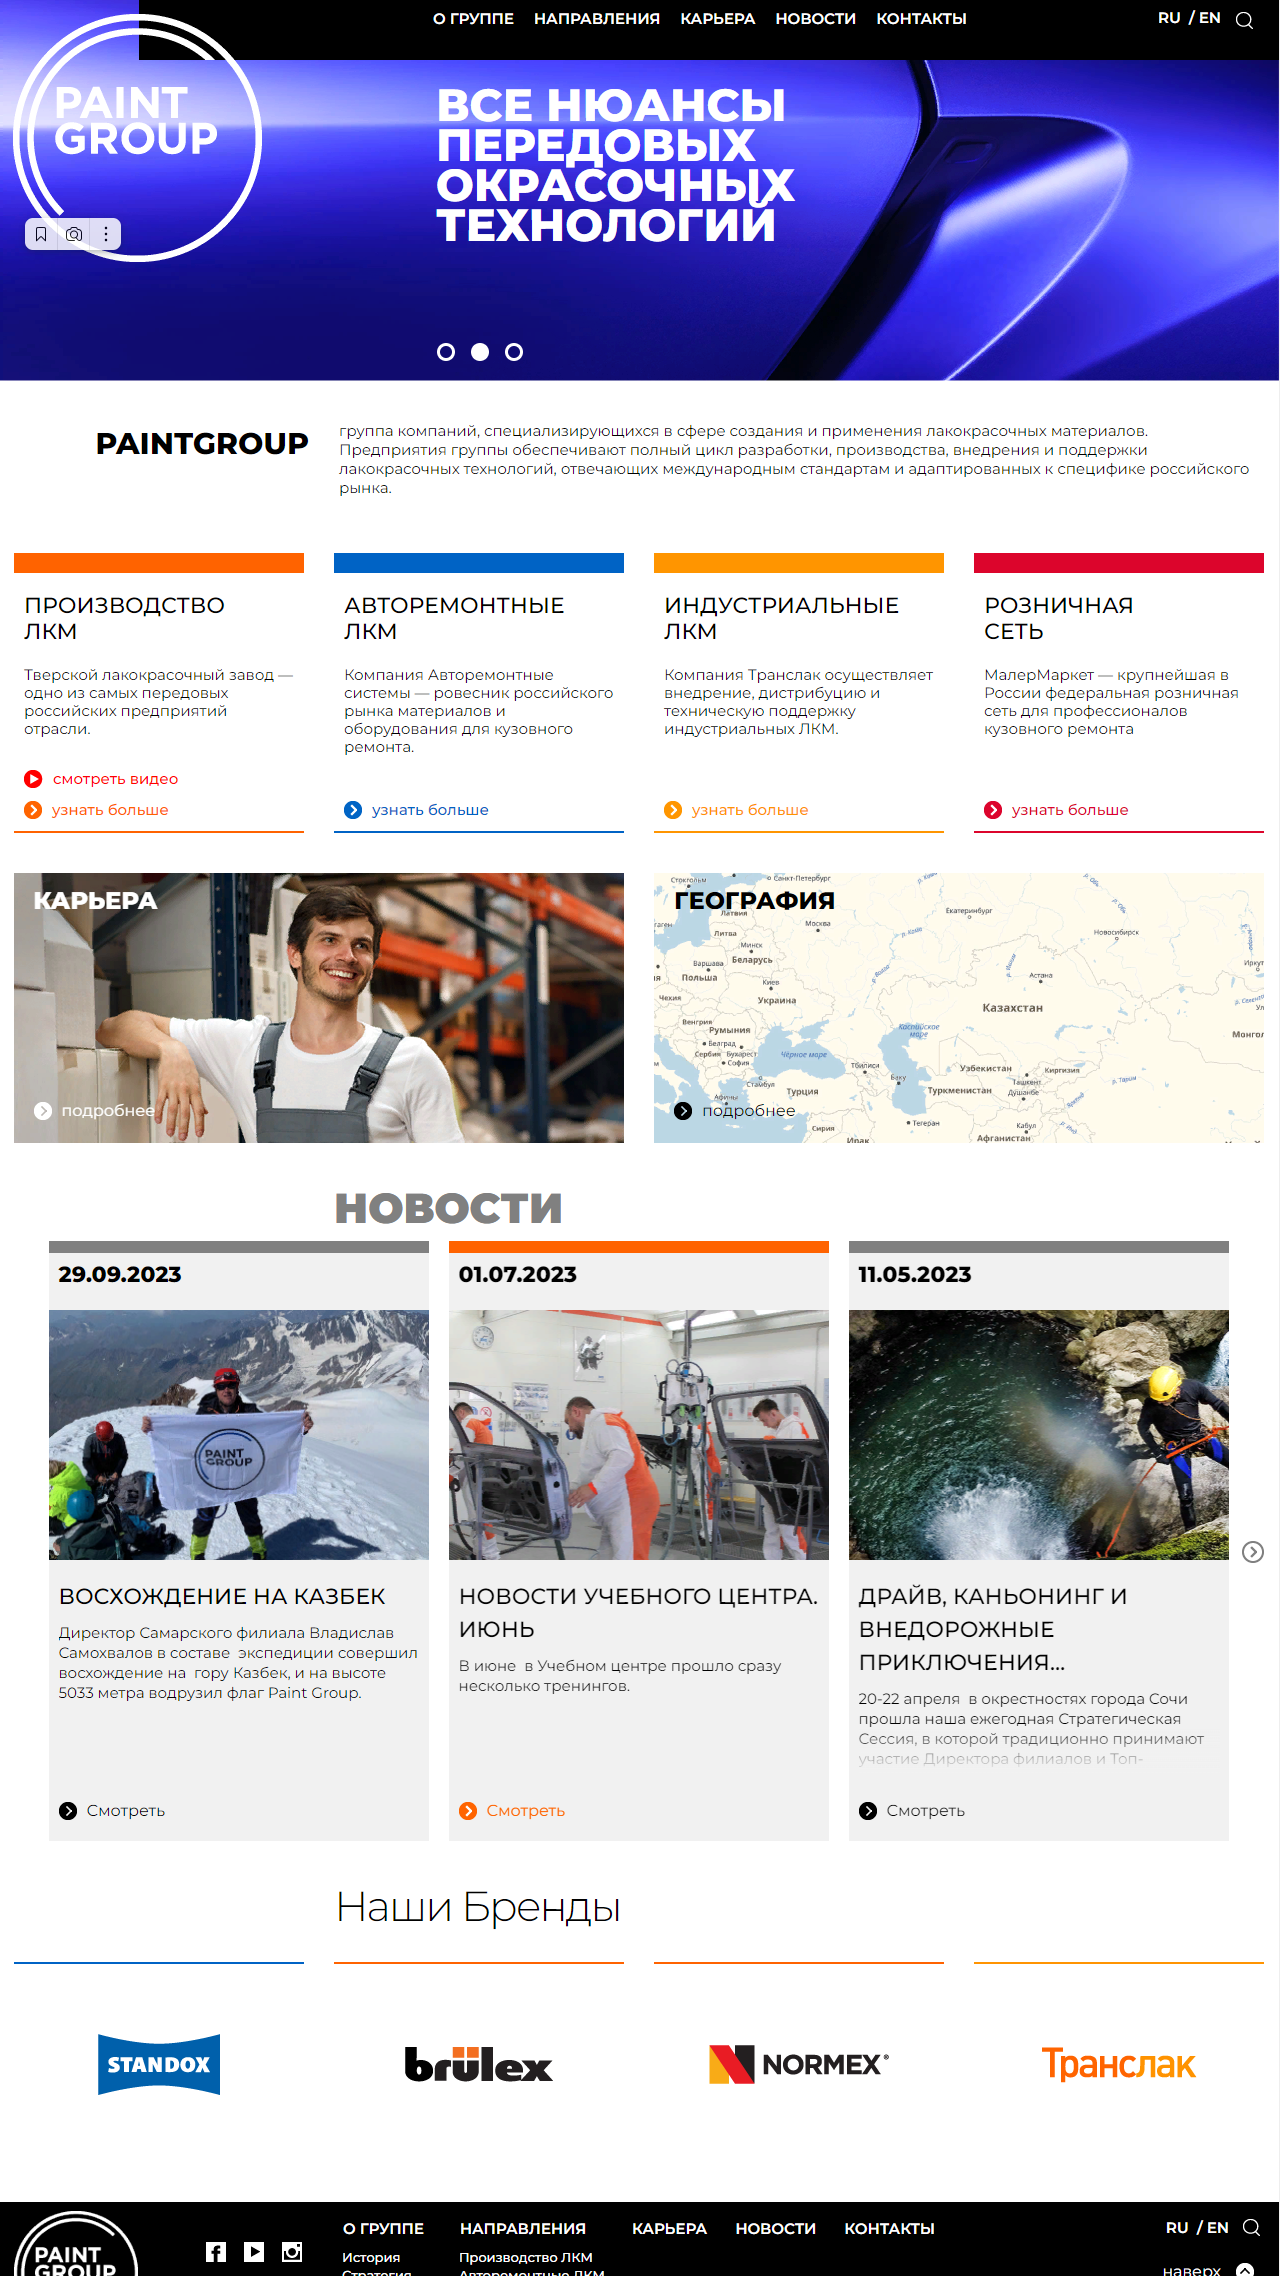 О ГРУППЕ НАПРАВЛЕНИЯ КАРЬЕРА НОВОСТИ КОНТАКТЫ RU / EN
PAINT
GROUP
ВСЕ НЮАНСЫ
ПЕРЕДОВЫХ
ОКРАСОЧНЫХ
ТЕХНОЛОГИЙ
PAINTGROUP
группа компаний, специализирующихся в сфере создания и применения лакокрасочных материалов.
Предприятия группы обеспечивают полный цикл разработки, производства, внедрения и поддержки
лакокрасочных технологий, отвечающих международным стандартам и адаптированных к специфике российского
рынка.
ПРОИЗВОДСТВО
ЛКМ
Тверской лакокрасочный завод —
одно из самых передовых
российских предприятий
отрасли.
смотреть видео
узнать больше
АВТОРЕМОНТНЫЕ
ЛКМ
Компания Авторемонтные
системы — ровесник российского
рынка материалов и
оборудования для кузовного
ремонта.
узнать больше
ИНДУСТРИАЛЬНЫЕ
ЛКМ
Компания Транслак осуществляет
внедрение, дистрибуцию и
техническую поддержку
индустриальных ЛКМ.
узнать больше
РОЗНИЧНАЯ
СЕТЬ
МалерМаркет — крупнейшая в
России федеральная розничная
сеть для профессионалов
кузовного ремонта
узнать больше
КАРЬЕРА
подробнее
ГЕОГРАФИЯ
Стокгольм
Санкт-Петербург
Латвия
Москва
Литва
Минск
Варшава Беларусь
Польша
Киев
Чехия
Украина
Венгрия
Румыния
Белград
Сербия Бухарест
София
Чёрное море
Стамбул
Турция
Афины
Сирия
Ирак
Тбилиси
Баку
Каспийское
море
р. Волга
Екатеринбург
Новосибирск
р. Обь
Астана
Казахстан
Узбекистан
Киргизия
Ташкент
Туркменистан
Душанбе
Тегеран
Кабул
Афганистан
р. Тарим
Иркут
Монгол
подробнее
НОВОСТИ
29.09.2023
PAINT
GROUP
ВОСХОЖДЕНИЕ НА КАЗБЕК
Директор Самарского филиала Владислав
Самохвалов в составе экспедиции совершил
восхождение на гору Казбек, и на высоте
5033 метра водрузил флаг Paint Group.
Смотреть
01.07.2023
НОВОСТИ УЧЕБНОГО ЦЕНТРА.
ИЮНЬ
В июне в Учебном центре прошло сразу
несколько тренингов.
Смотреть
11.05.2023
ДРАЙВ, КАНЬОНИНГ И
ВНЕДОРОЖНЫЕ
ПРИКЛЮЧЕНИЯ...
20-22 апреля в окрестностях города Сочи
прошла наша ежегодная Стратегическая
Сессия, в которой традиционно принимают
участие Директора филиалов и Топ-
Смотреть
Наши Бренды
STANDOX
brülex
NORMEX®
Транслак
PAINT
GROUP
О ГРУППЕ НАПРАВЛЕНИЯ КАРЬЕРА НОВОСТИ КОНТАКТЫ RU / EN
История Производство ЛКМ
Стратегия Авторемонтные ЛКМ
наверх